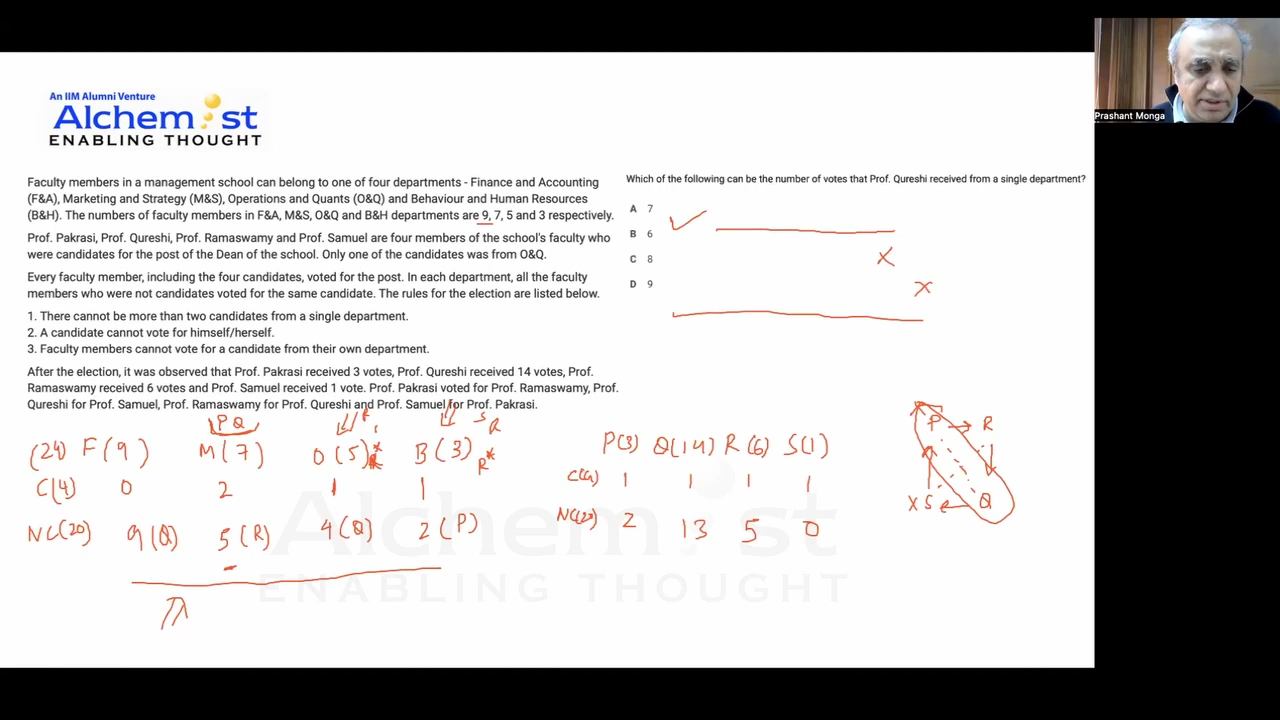 An IIM Alumni Venture
Alchemist
ENABLING THOUGHT
Prashant Monga
Faculty members in a management school can belong to one of four departments - Finance and Accounting
(F&A), Marketing and Strategy (M&S), Operations and Quants (O&Q) and Behaviour and Human Resources
(B&H). The numbers of faculty members in F&A, M&S, O&Q and B&H departments are 9, 7, 5 and 3 respectively.
Prof. Pakrasi, Prof. Qureshi, Prof. Ramaswamy and Prof. Samuel are four members of the school's faculty who
were candidates for the post of the Dean of the school. Only one of the candidates was from O&Q.
Every faculty member, including the four candidates, voted for the post. In each department, all the faculty
members who were not candidates voted for the same candidate. The rules for the election are listed below.
1. There cannot be more than two candidates from a single department.
2. A candidate cannot vote for himself/herself.
3. Faculty members cannot vote for a candidate from their own department.
After the election, it was observed that Prof. Pakrasi received 3 votes, Prof. Qureshi received 14 votes, Prof.
Ramaswamy received 6 votes and Prof. Samuel received 1 vote. Prof. Pakrasi voted for Prof. Ramaswamy, Prof.
Qureshi for Prof. Samuel, Prof. Ramaswamy for Prof. Qureshi and Prof. Samuel for Prof. Pakrasi.
Which of the following can be the number of votes that Prof. Qureshi received from a single department?
A 7
B 6
C 8
D 9
PQ
S R
(24) F(9) M(7) O(5) B(3) R*
C(4) 0 2 1 1
NC(20) 9(Q) 5(R) 4(Q) 2(P)
P(3) Q(14) R(6) S(1)
C(4) 1 1 1 1
NC(20) 2 13 5 0
P R
X S Q
Alchemist
ENABLING THOUGHT